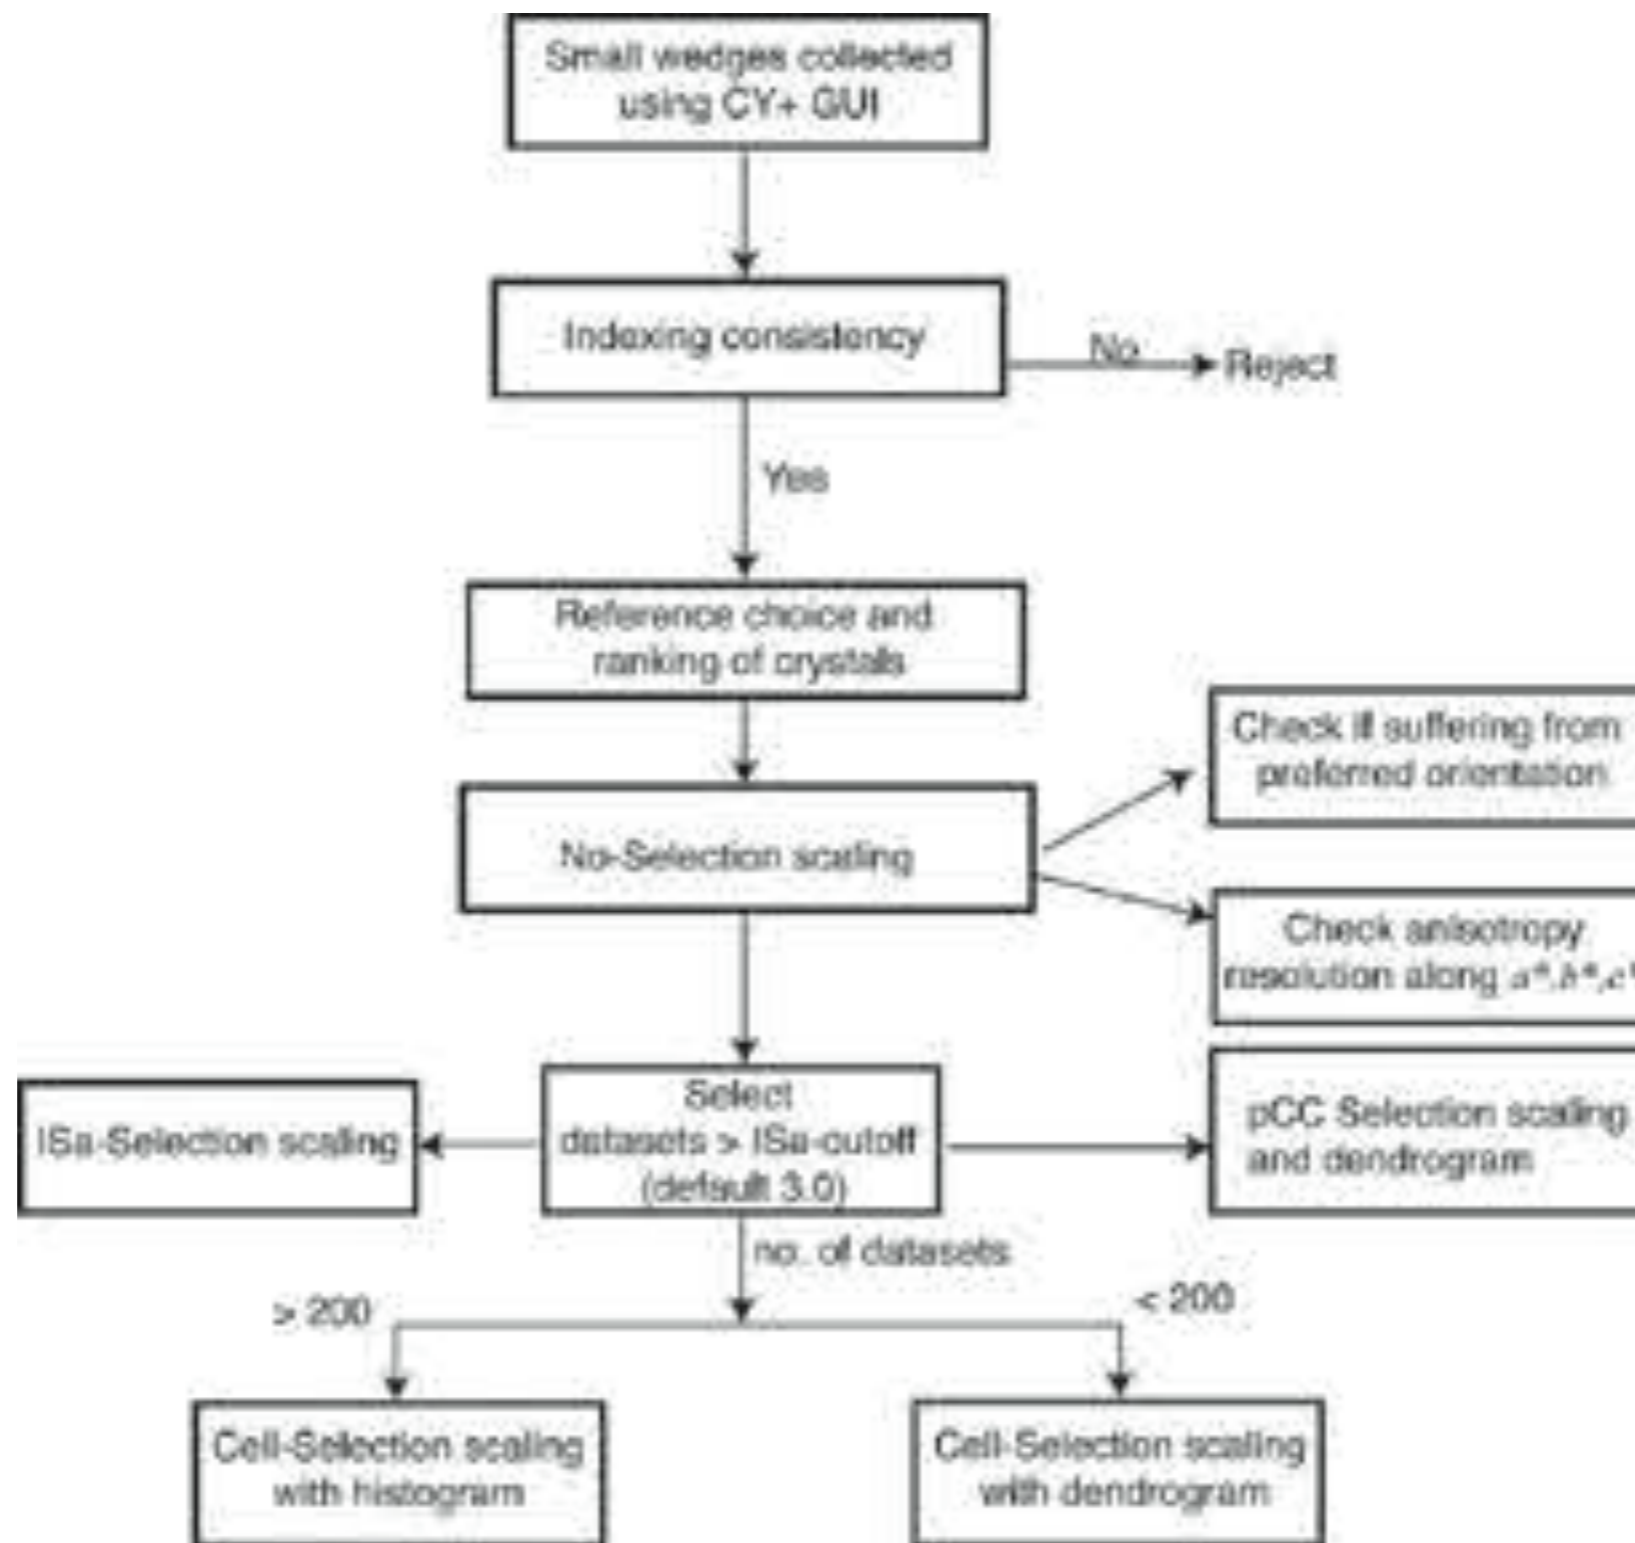 Small wedges collected
using CY+ GUI
Indexing consistency
No
Reject
Yes
Reference choice and
ranking of crystals
No-Selection scaling
Check if suffering from
preferred orientation
Check anisotropy
resolution along a*,b*,c*
ISa-Selection scaling
Select
datasets > ISa-cutoff
(default 3.0)
pCC Selection scaling
and dendrogram
no. of datasets
> 200
< 200
Cell-Selection scaling
with histogram
Cell-Selection scaling
with dendrogram